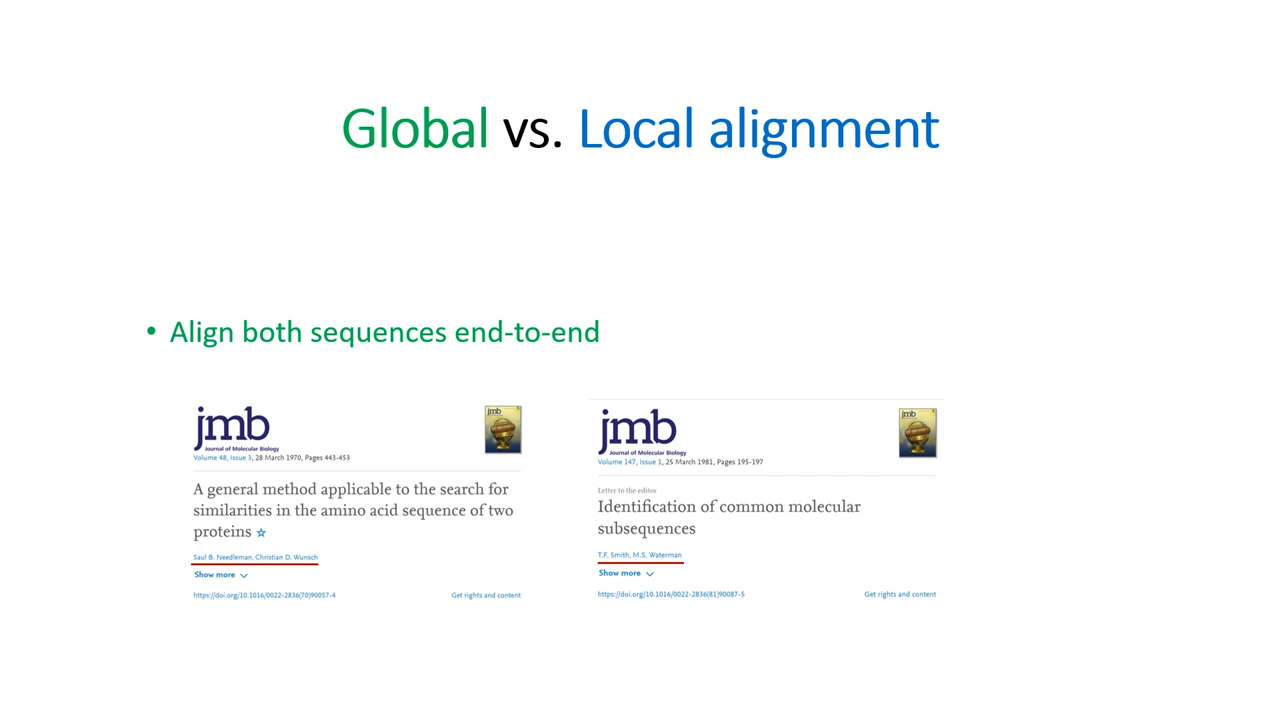 Global vs. Local alignment
• Align both sequences end-to-end
jmb
Journal of Molecular Biology
Volume 48, Issue 3, 28 March 1970, Pages 443-453
jmb
A general method applicable to the search for
similarities in the amino acid sequence of two
proteins ☆
Saul B. Needleman, Christian D. Wunsch
Show more
https://doi.org/10.1016/0022-2836(70)90057-4
Get rights and content
jmb
Journal of Molecular Biology
Volume 147, Issue 1, 25 March 1981, Pages 195-197
jmb
Letter to the editor
Identification of common molecular
subsequences
T.F. Smith, M.S. Waterman
Show more
https://doi.org/10.1016/0022-2836(81)90087-5
Get rights and content